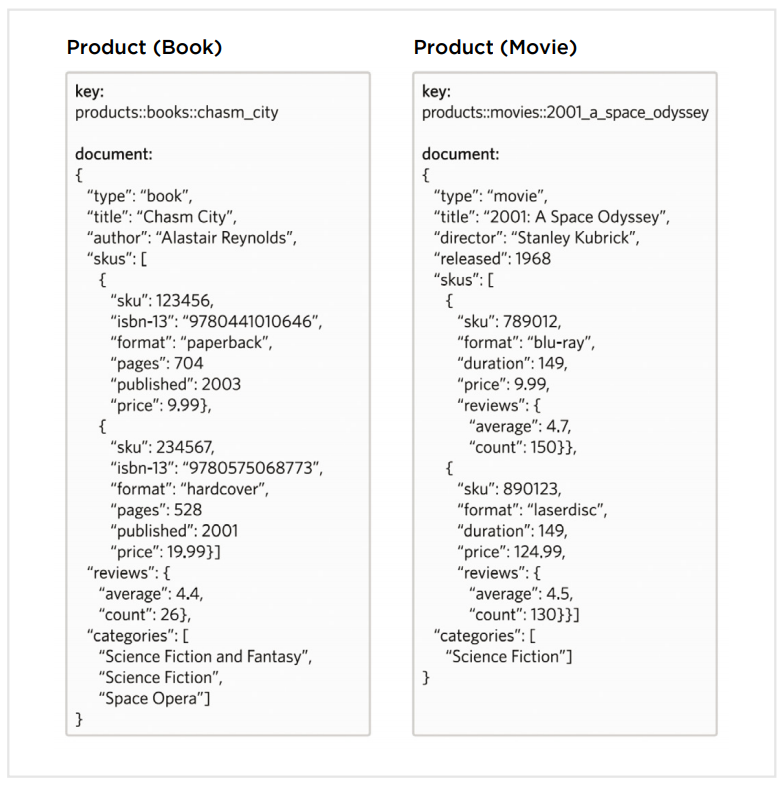 Product (Book)
key:
products::books::chasm_city
document:
{
“type”: “book”,
“title”: “Chasm City”,
“author”: “Alastair Reynolds”,
“skus”: [
{
“sku”: 123456,
“isbn-13”: “9780441010646”,
“format”: “paperback”,
“pages”: 704
“published”: 2003
“price”: 9.99},
{
“sku”: 234567,
“isbn-13”: “9780575068773”,
“format”: “hardcover”,
“pages”: 528
“published”: 2001
“price”: 19.99}]
“reviews”: {
“average”: 4.4,
“count”: 26},
“categories”: [
“Science Fiction and Fantasy”,
“Science Fiction”,
“Space Opera”]
}
Product (Movie)
key:
products::movies::2001_a_space_odyssey
document:
{
“type”: “movie”,
“title”: “2001: A Space Odyssey”,
“director”: “Stanley Kubrick”,
“released”: 1968
“skus”: [
{
“sku”: 789012,
“format”: “blu-ray”,
“duration”: 149,
“price”: 9.99,
“reviews”: {
“average”: 4.7,
“count”: 150}},
{
“sku”: 890123,
“format”: “laserdisc”,
“duration”: 149,
“price”: 124.99,
“reviews”: {
“average”: 4.5,
“count”: 130}}]
“categories”: [
“Science Fiction”]
}